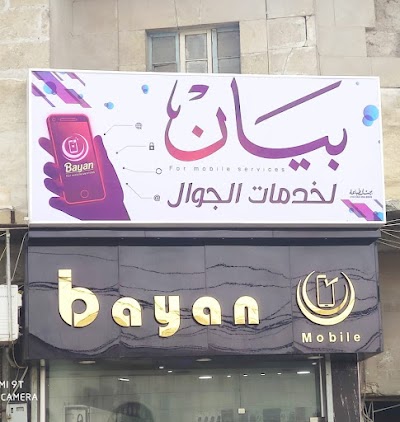 بيان
For mobile services
لخدمات الجوال
Bayan
bayan
Mobile
MI 9T
CAMERA